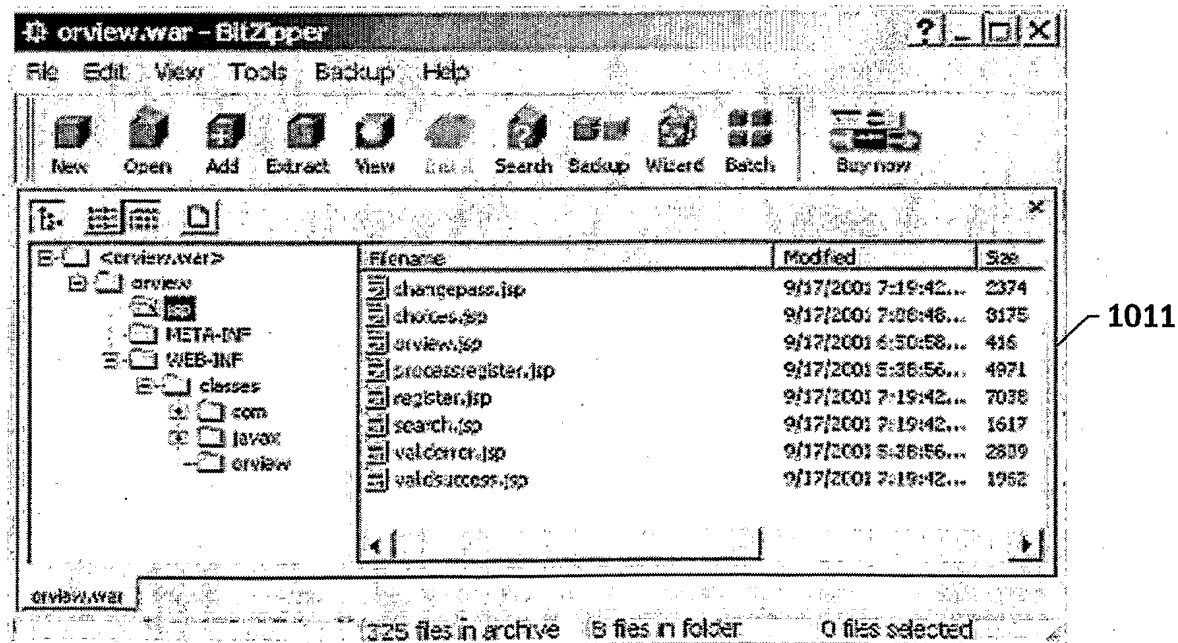 orview.war - BitZipper
File Edit View Tools Backup Help
New Open Add Extract View Search Backup Wizard Batch Buy now
<orview.war>
orview
jsp
META-INF
WEB-INF
classes
com
javax
orview
Filename Modified Size
changepass.jsp 9/17/2001 7:19:42... 2374
choices.jsp 9/17/2001 7:08:48... 3175
orview.jsp 9/17/2001 6:50:58... 416
processregister.jsp 9/17/2001 5:38:56... 4971
register.jsp 9/17/2001 7:19:42... 7038
search.jsp 9/17/2001 7:19:42... 1617
validerror.jsp 9/17/2001 5:38:56...
validsuccess.jsp 9/17/2001 7:19:42...
1011
orview.war
325 files in archive 8 files in folder 0 files selected